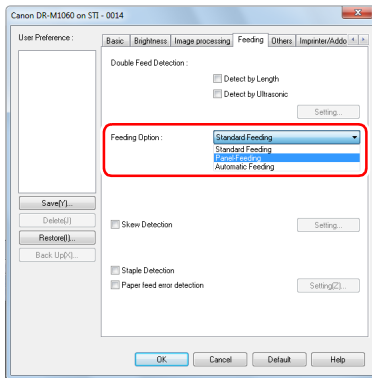 Canon DR-M1060 on STI - 0014
User Preference :
Basic Brightness Image processing Feeding Others Imprinter/Addo
Double Feed Detection :
Detect by Length
Detect by Ultrasonic
Setting...
Feeding Option : Standard Feeding
Standard Feeding
Panel-Feeding
Automatic Feeding
Save(Y)...
Delete(J)
Restore(I)...
Back Up(X)...
Skew Detection Setting...
Staple Detection
Paper feed error detection Setting(Z)...
OK Cancel Default Help